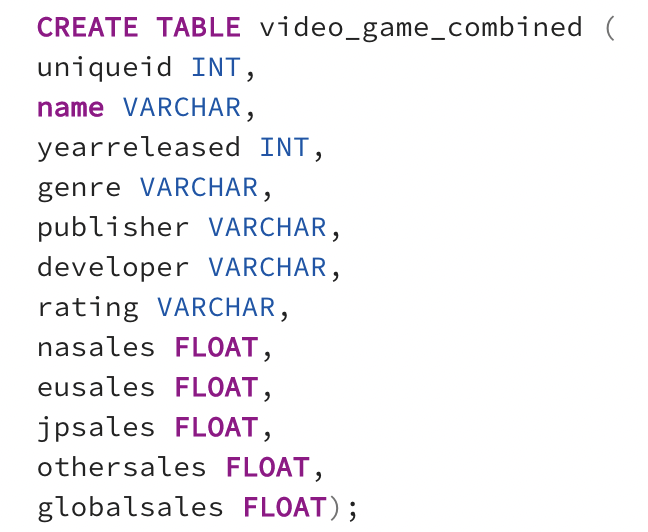 CREATE TABLE video_game_combined (
uniqueid INT,
name VARCHAR,
yearreleased INT,
genre VARCHAR,
publisher VARCHAR,
developer VARCHAR,
rating VARCHAR,
nasales FLOAT,
eusales FLOAT,
jpsales FLOAT,
othersales FLOAT,
globalsales FLOAT);